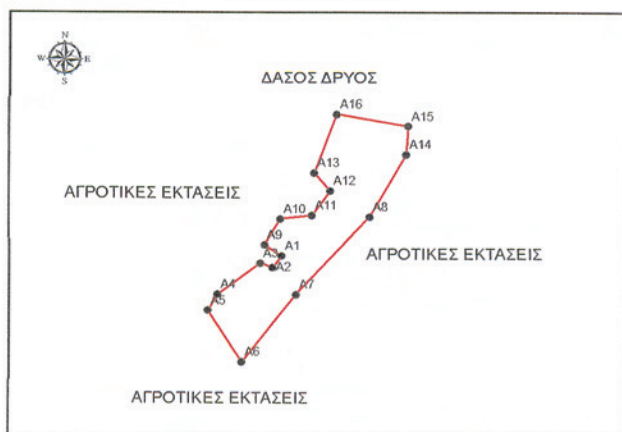 N
ΔΑΣΟΣ ΔΡΥΟΣ
W E
S
A16
A15
A14
A13
A12
ΑΓΡΟΤΙΚΕΣ ΕΚΤΑΣΕΙΣ
A10
A11
A8
A9
A1
ΑΓΡΟΤΙΚΕΣ ΕΚΤΑΣΕΙΣ
A3
A2
A4
A7
A5
A6
ΑΓΡΟΤΙΚΕΣ ΕΚΤΑΣΕΙΣ